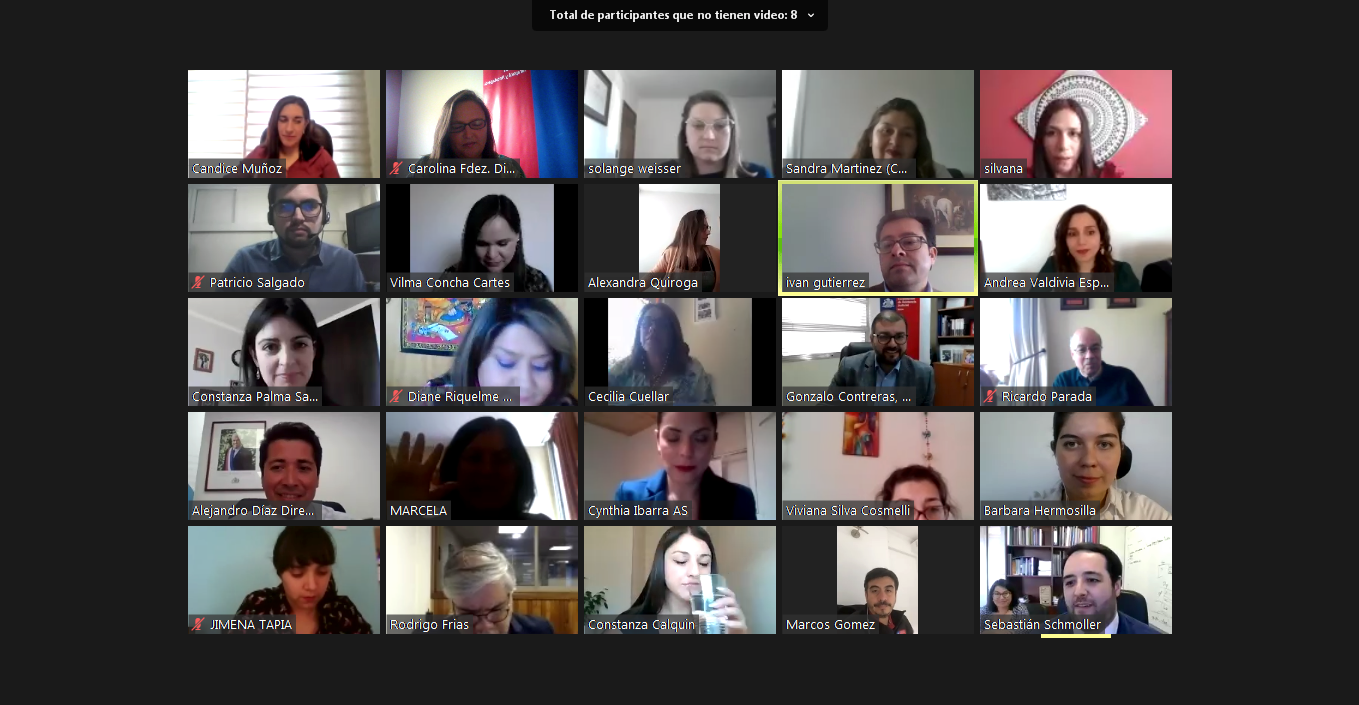 Total de participantes que no tienen video: 8
Candice Muñoz
Carolina Fdez. Di...
solange weisser
Sandra Martinez (C...
silvana
Patricio Salgado
Vilma Concha Cartes
Alexandra Quiroga
ivan gutierrez
Andrea Valdivia Esp...
Constanza Palma Sa...
Diane Riquelme ...
Cecilia Cuellar
Gonzalo Contreras, ...
Ricardo Parada
Alejandro Díaz Dire...
MARCELA
Cynthia Ibarra AS
Viviana Silva Cosmelli
Barbara Hermosilla
JIMENA TAPIA
Rodrigo Frias
Constanza Calquin
Marcos Gomez
Sebastián Schmoller